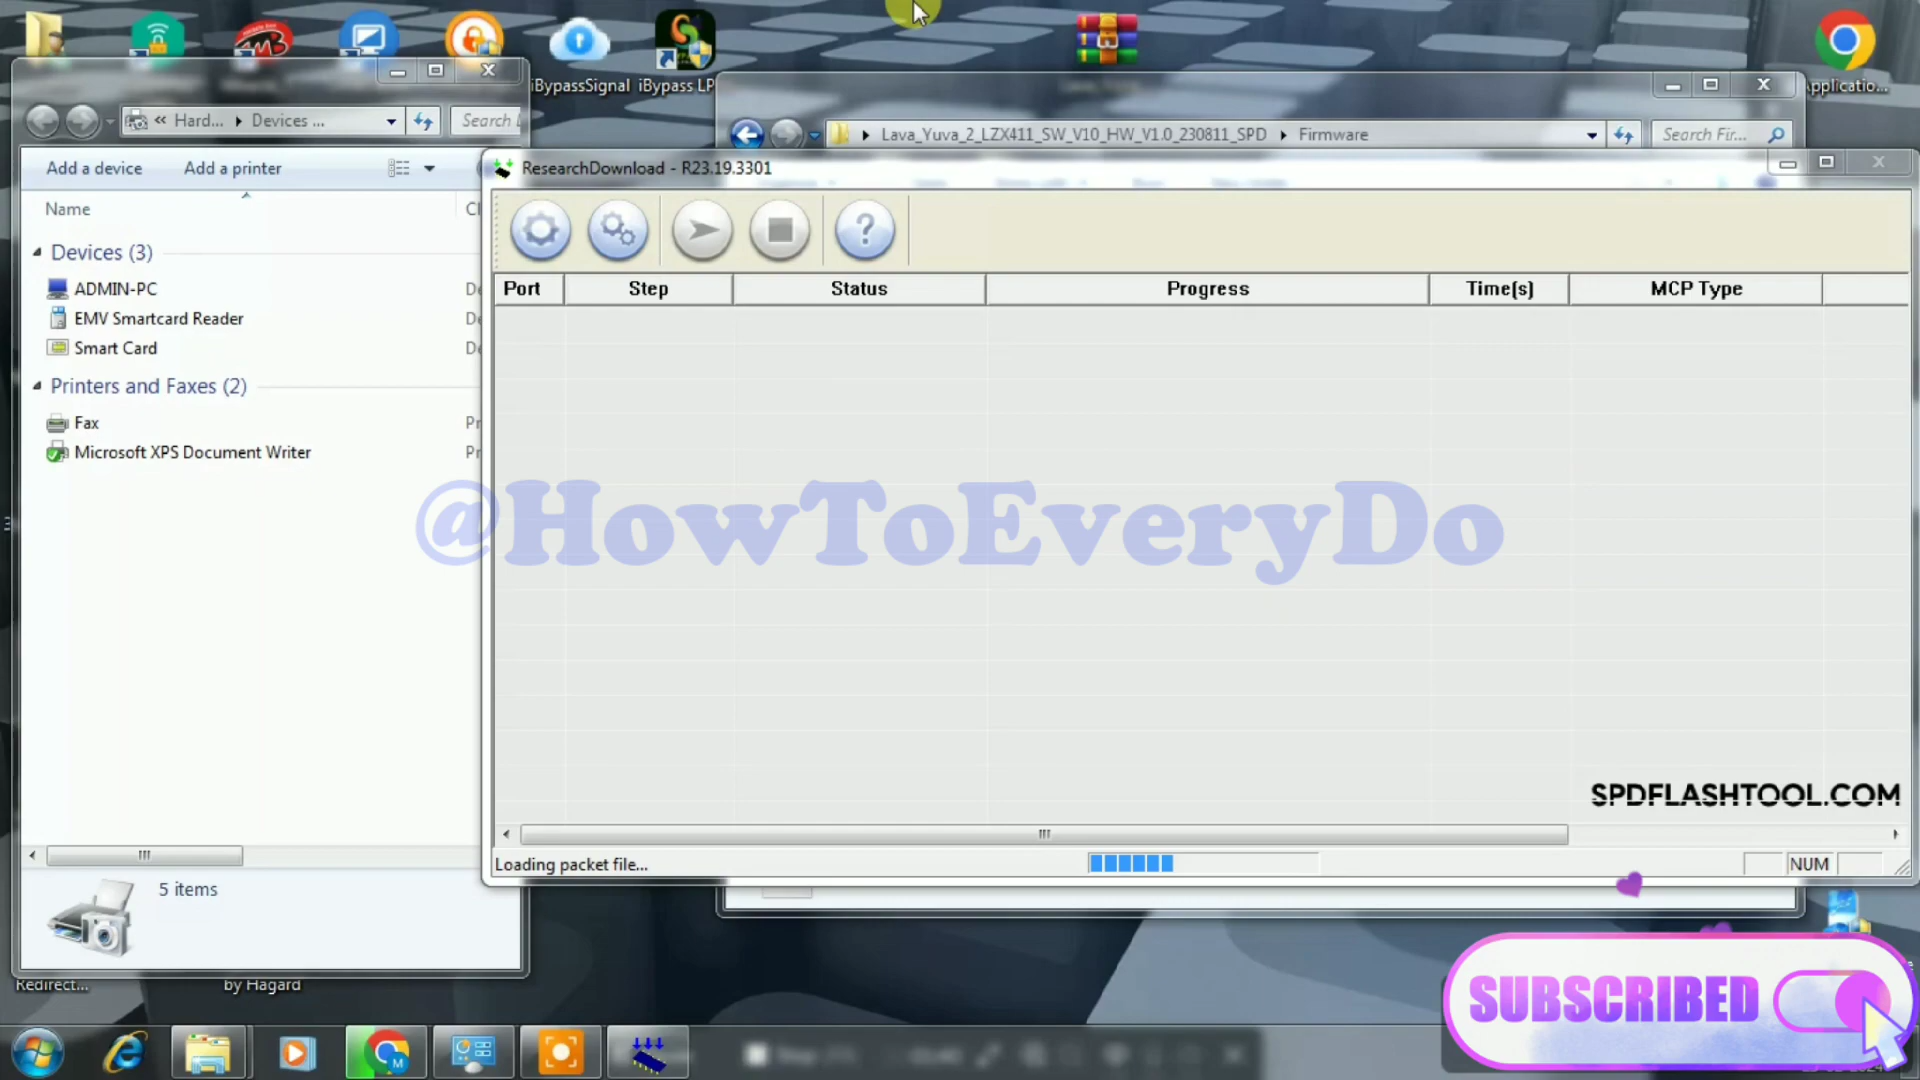 iBypassSignal
iBypass LP
Applicatio...
« Hard... ▸ Devices ...
Search
Lava_Yuva_2_LZX411_SW_V10_HW_V1.0_230811_SPD ▸ Firmware
Search Fir...
Add a device
Add a printer
ResearchDownload - R23.19.3301
Name
Port
Step
Status
Progress
Time(s)
MCP Type
Devices (3)
ADMIN-PC
EMV Smartcard Reader
Smart Card
Printers and Faxes (2)
Fax
Microsoft XPS Document Writer
@HowToEveryDo
SPDFLASHTOOL.COM
Loading packet file...
NUM
5 items
Redirect...
by Hagard
SUBSCRIBED